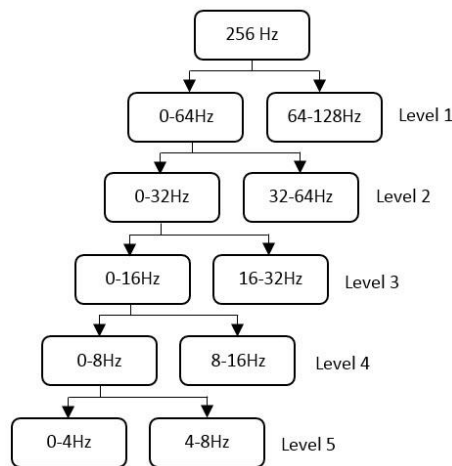 256 Hz
0-64Hz
64-128Hz
Level 1
0-32Hz
32-64Hz
Level 2
0-16Hz
16-32Hz
Level 3
0-8Hz
8-16Hz
Level 4
0-4Hz
4-8Hz
Level 5